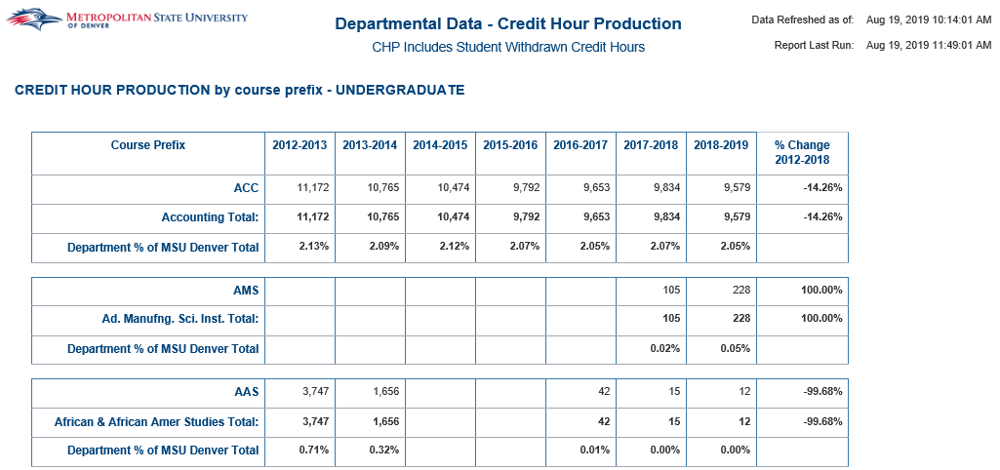 METROPOLITAN STATE UNIVERSITY
OF DENVER
Departmental Data - Credit Hour Production
CHP Includes Student Withdrawn Credit Hours
Data Refreshed as of: Aug 19, 2019 10:14:01 AM
Report Last Run: Aug 19, 2019 11:49:01 AM
CREDIT HOUR PRODUCTION by course prefix - UNDERGRADUATE
Course Prefix 2012-2013 2013-2014 2014-2015 2015-2016 2016-2017 2017-2018 2018-2019 % Change
2012-2018
ACC 11,172 10,765 10,474 9,792 9,653 9,834 9,579 -14.26%
Accounting Total: 11,172 10,765 10,474 9,792 9,653 9,834 9,579 -14.26%
Department % of MSU Denver Total 2.13% 2.09% 2.12% 2.07% 2.05% 2.07% 2.05%
AMS 105 228 100.00%
Ad. Manufng. Sci. Inst. Total: 105 228 100.00%
Department % of MSU Denver Total 0.02% 0.05%
AAS 3,747 1,656 42 15 12 -99.68%
African & African Amer Studies Total: 3,747 1,656 42 15 12 -99.68%
Department % of MSU Denver Total 0.71% 0.32% 0.01% 0.00% 0.00%